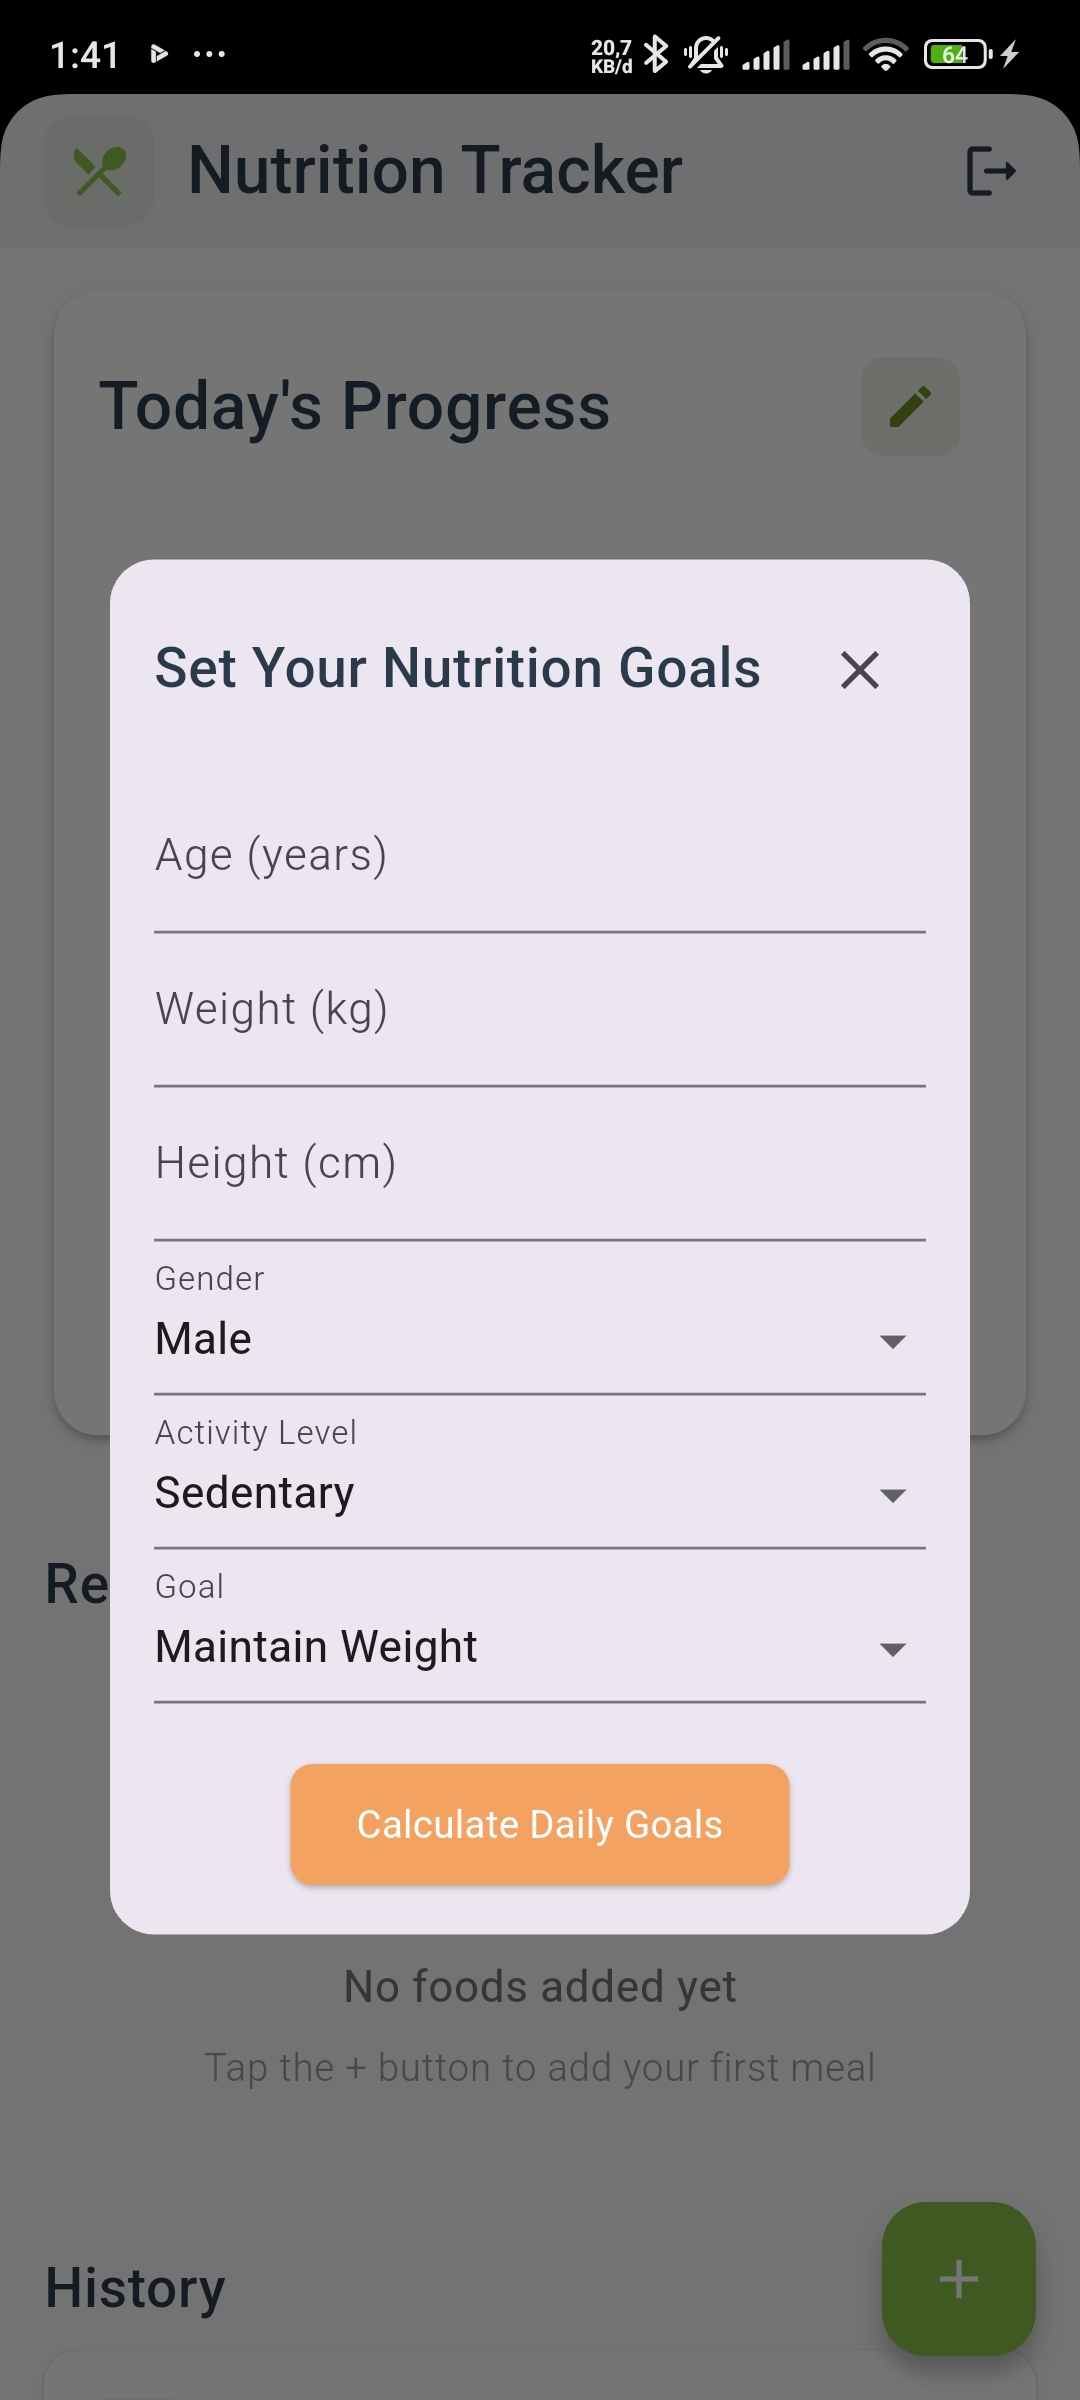 1:41
20,7
KB/d
64
Nutrition Tracker
Today's Progress
Set Your Nutrition Goals
Age (years)
Weight (kg)
Height (cm)
Gender
Male
Activity Level
Sedentary
Re
Goal
Maintain Weight
Calculate Daily Goals
No foods added yet
Tap the + button to add your first meal
History